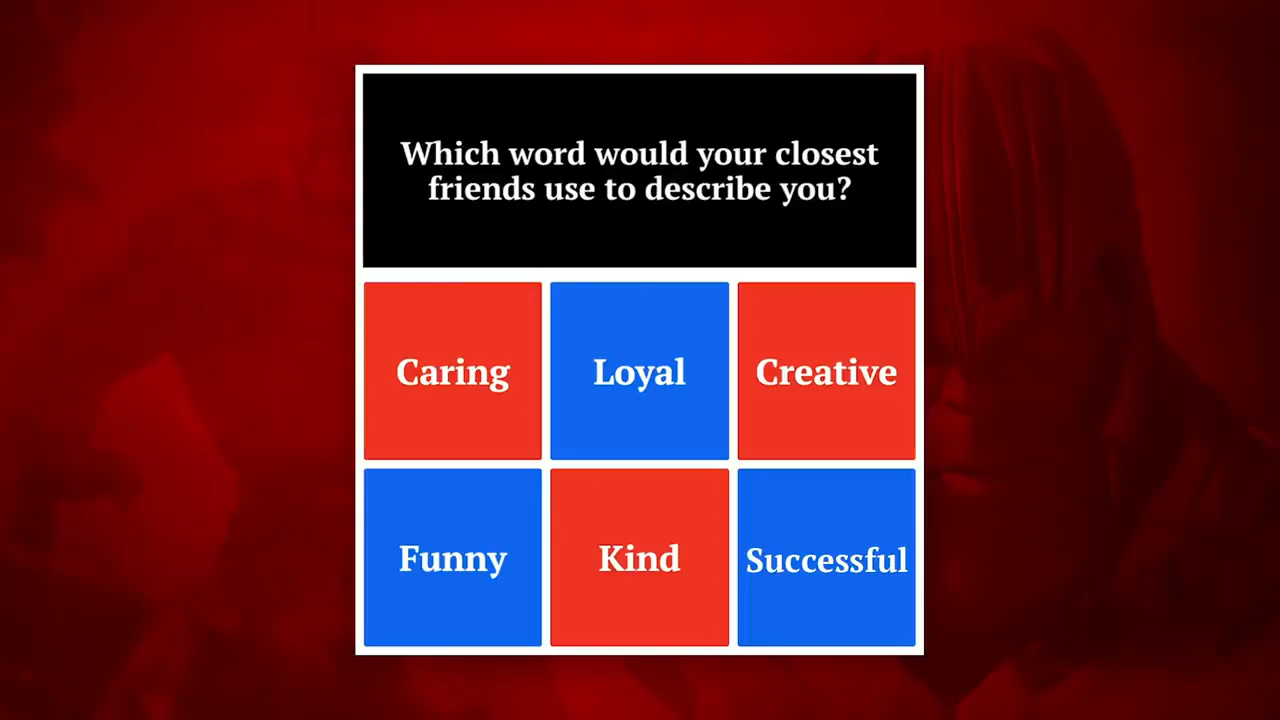 Which word would your closest
friends use to describe you?
Caring
Loyal
Creative
Funny
Kind
Successful